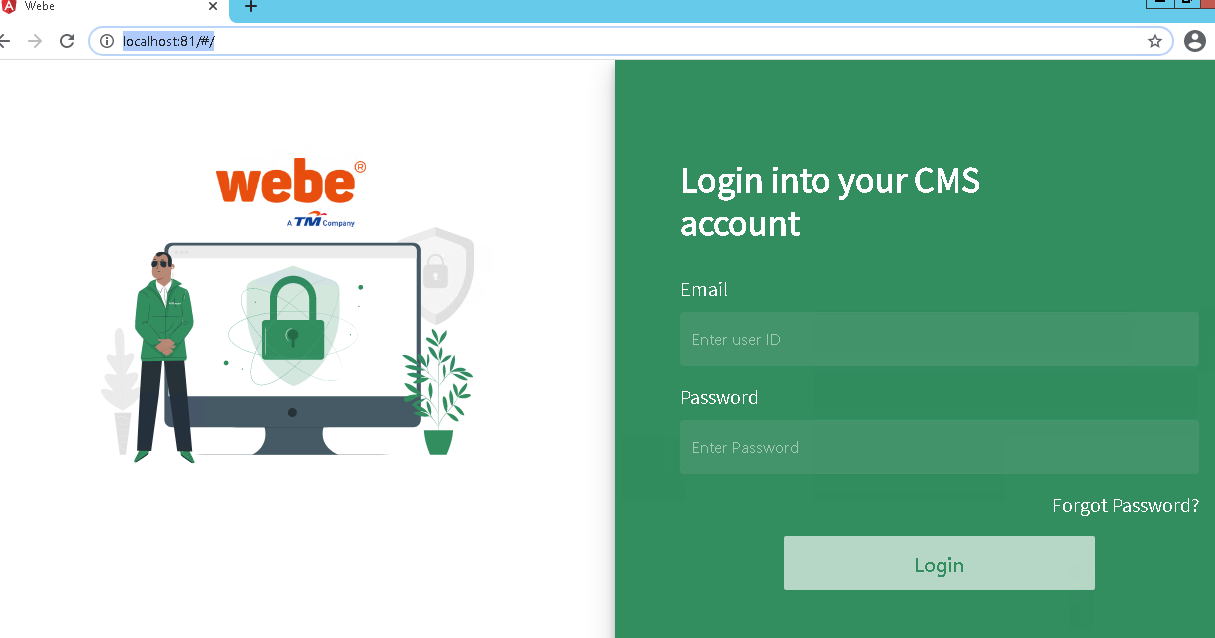 Webe
localhost:81/#/
webe®
A TM Company
Login into your CMS
account
Email
Enter user ID
Password
Enter Password
Forgot Password?
Login